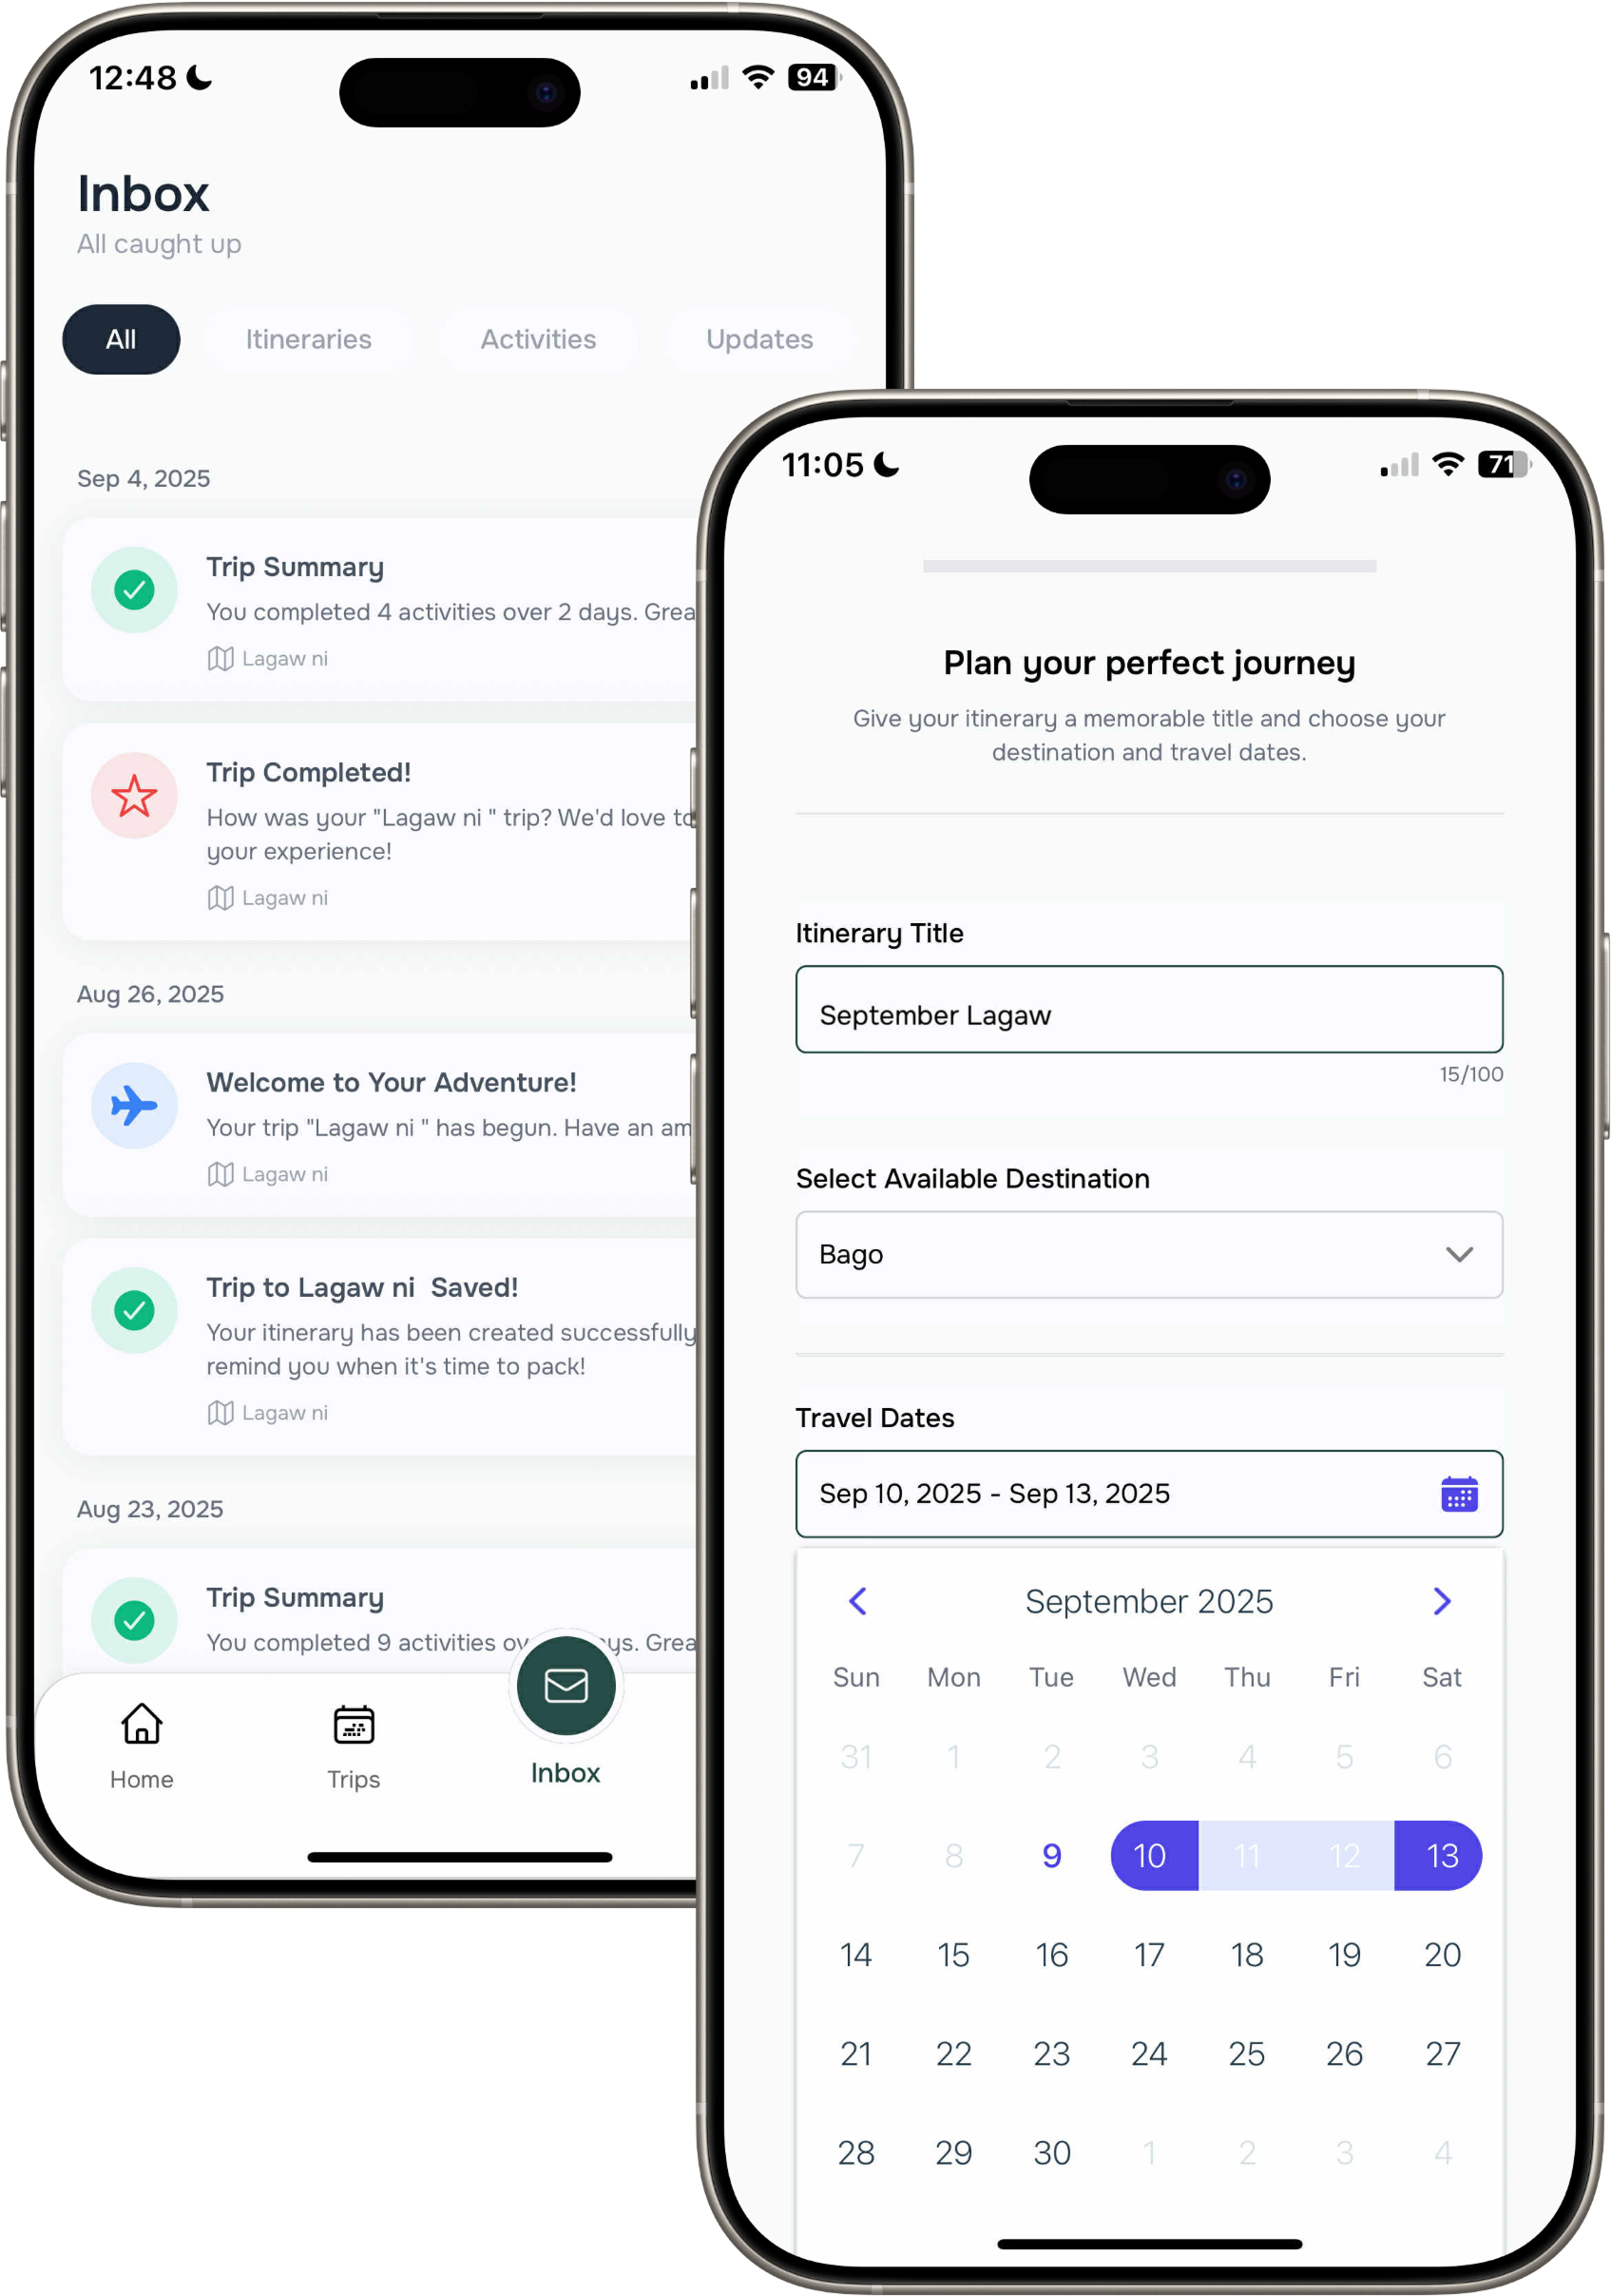 12:48
94
Inbox
All caught up
All
Itineraries
Activities
Updates
Sep 4, 2025
Trip Summary
You completed 4 activities over 2 days. Grea
Lagaw ni
Trip Completed!
How was your "Lagaw ni " trip? We'd love to
your experience!
Lagaw ni
Aug 26, 2025
Welcome to Your Adventure!
Your trip "Lagaw ni " has begun. Have an am
Lagaw ni
Trip to Lagaw ni  Saved!
Your itinerary has been created successfully
remind you when it's time to pack!
Lagaw ni
Aug 23, 2025
Trip Summary
You completed 9 activities ov ys. Grea
Home
Trips
Inbox
11:05
71
Plan your perfect journey
Give your itinerary a memorable title and choose your
destination and travel dates.
Itinerary Title
September Lagaw
15/100
Select Available Destination
Bago
Travel Dates
Sep 10, 2025 - Sep 13, 2025
September 2025
Sun Mon Tue Wed Thu Fri Sat
31 1 2 3 4 5 6
7 8 9 10 11 12 13
14 15 16 17 18 19 20
21 22 23 24 25 26 27
28 29 30 1 2 3 4